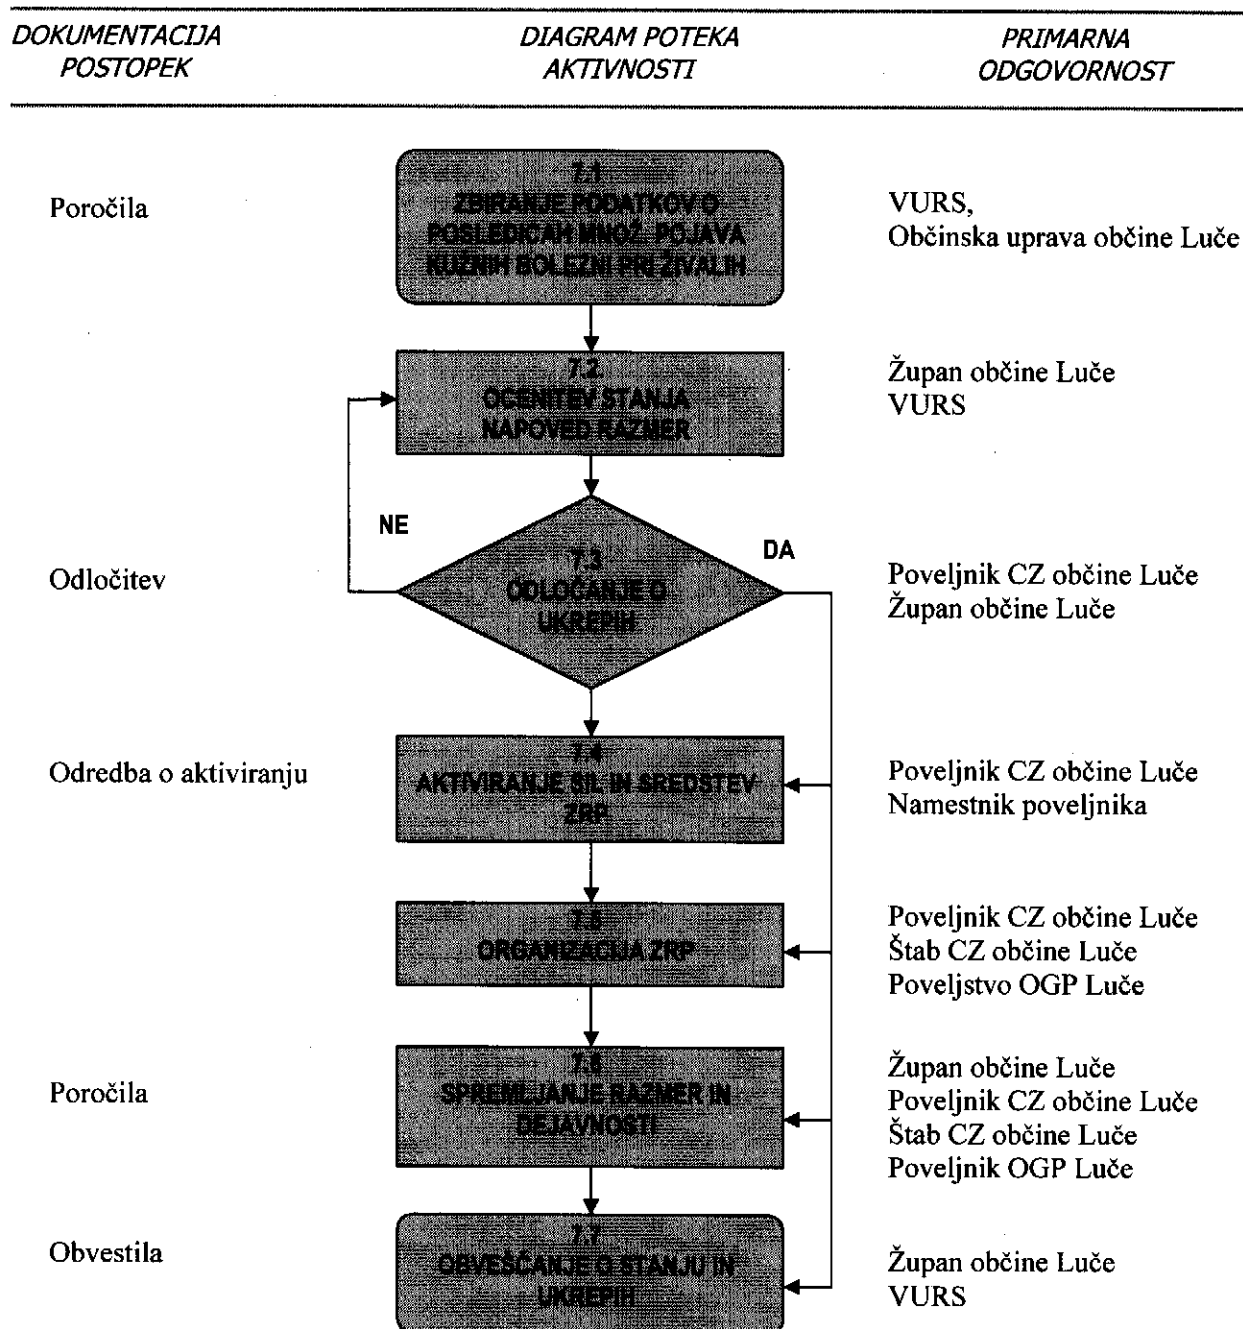 DOKUMENTACIJA
POSTOPEK
DIAGRAM POTEKA
AKTIVNOSTI
PRIMARNA
ODGOVORNOST
Poročila
7.1
ZBIRANJE PODATKOV O
POSLEDICAH MNOŽ. POJAVA
KUŽNIH BOLEZNI PRI ŽIVALIH
VURS,
Občinska uprava občine Luče
7.2.
OCENITEV STANJA
NAPOVED RAZMER
Župan občine Luče
VURS
NE
DA
Odločitev
7.3
ODLOČANJE O
UKREPIH
Poveljnik CZ občine Luče
Župan občine Luče
Odredba o aktiviranju
7.4
AKTIVIRANJE SIL IN SREDSTEV
ZRP
Poveljnik CZ občine Luče
Namestnik poveljnika
7.5
ORGANIZACIJA ZRP
Poveljnik CZ občine Luče
Štab CZ občine Luče
Poveljstvo OGP Luče
Poročila
7.6
SPREMLJANJE RAZMER IN
DEJAVNOSTI
Župan občine Luče
Poveljnik CZ občine Luče
Štab CZ občine Luče
Poveljnik OGP Luče
Obvestila
7.7
OBVEŠČANJE O STANJU IN
UKREPIH
Župan občine Luče
VURS